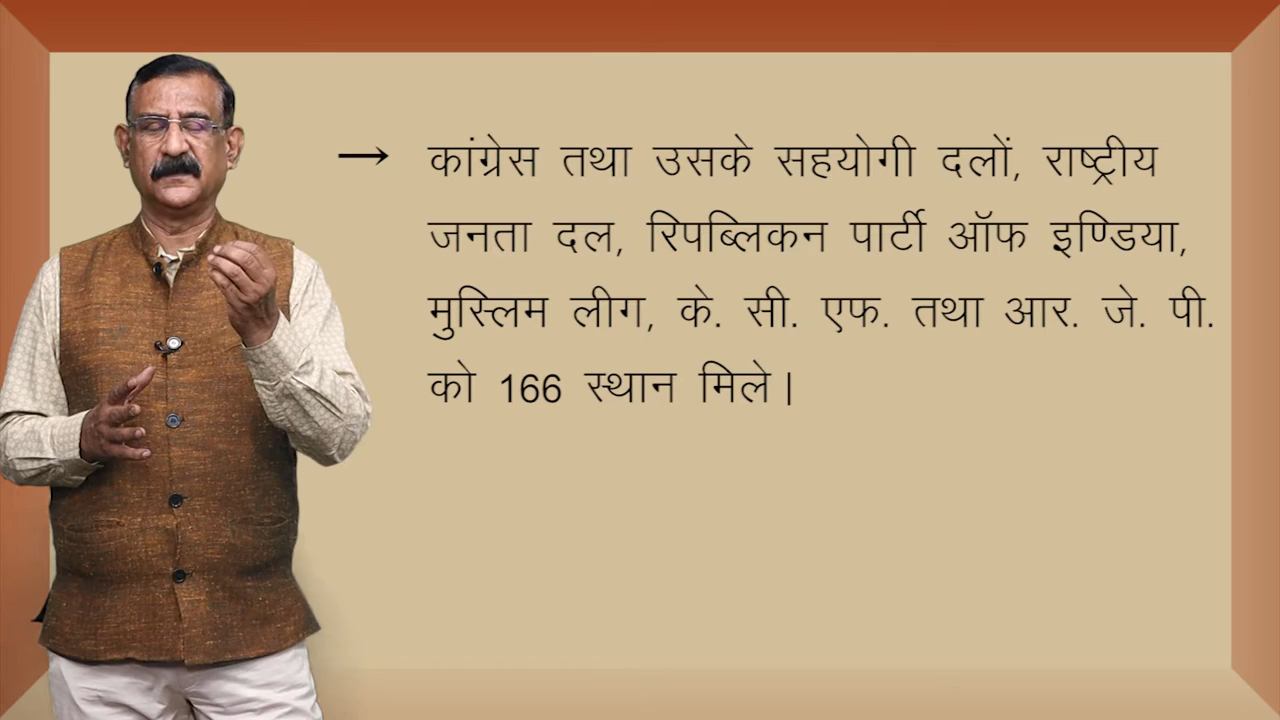 → कांग्रेस तथा उसके सहयोगी दलों, राष्ट्रीय
जनता दल, रिपब्लिकन पार्टी ऑफ इण्डिया,
मुस्लिम लीग, के. सी. एफ. तथा आर. जे. पी.
को 166 स्थान मिले।